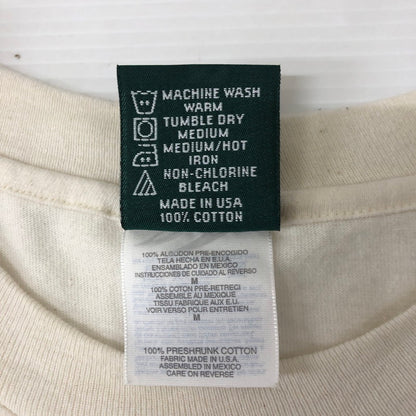 MACHINE WASH
WARM
TUMBLE DRY
MEDIUM
MEDIUM/HOT
IRON
NON-CHLORINE
BLEACH
MADE IN USA
100% COTTON
100% ALGODON PRE-ENCOGIDO
TELA HECHA EN E.U.A.
ENSAMBLADO EN MEXICO
INSTRUCCIONES DE CUIDADO AL REVERSO
M
100% COTON PRE-RETRECI
ASSEMBLE AU MEXIQUE
TISSU FABRIQUE AUX E.U.
VOIR VERSO POUR ENTRETIEN
M
100% PRESHRUNK COTTON
FABRIC MADE IN U.S.A.
ASSEMBLED IN MEXICO
CARE ON REVERSE